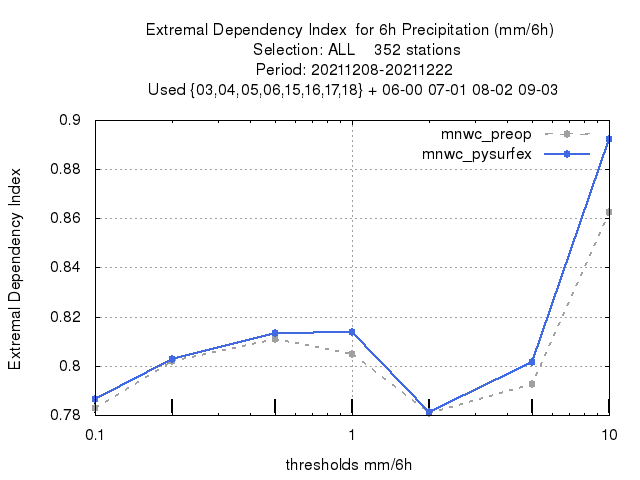 Extremal Dependency Index  for 6h Precipitation (mm/6h)
Selection: ALL    352 stations
Period: 20211208-20211222
Used {03,04,05,06,15,16,17,18} + 06-00 07-01 08-02 09-03
mnwc_preop
mnwc_pysurfex
Extremal Dependency Index
0.9
0.88
0.86
0.84
0.82
0.8
0.78
0.1
1
10
thresholds mm/6h